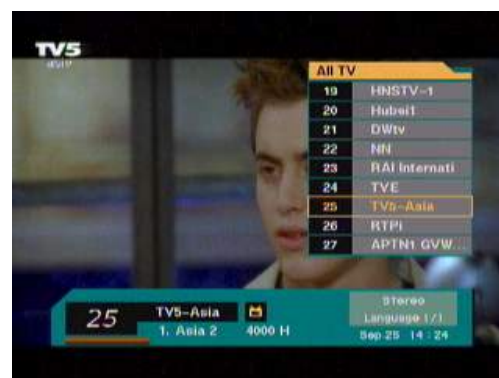 TV5
All TV
19 HNSTV-1
20 Hubei1
21 DWtv
22 NN
23 RAI Internati
24 TVE
25 TV5-Asia
26 RTPi
27 APTN1 GVW...
25
TV5-Asia
1. Asia 2 4000 H
Stereo
Language 1/1
Sep.25 14:24